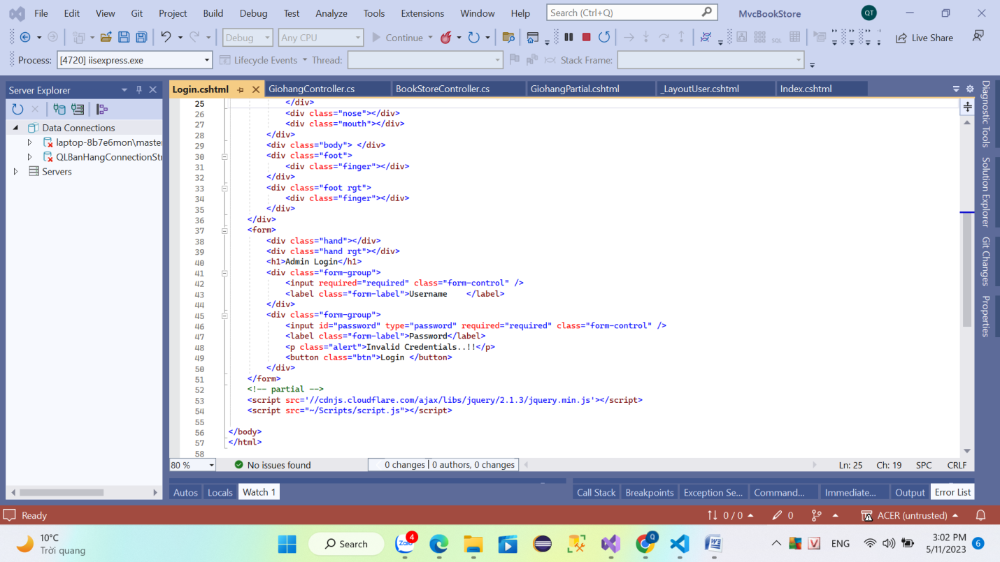 File Edit View Git Project Build Debug Test Analyze Tools Extensions Window Help Search (Ctrl+Q) MvcBookStore QT
Debug Any CPU Continue Live Share
Process: [4720] iisexpress.exe Lifecycle Events Thread: Stack Frame:
Server Explorer
Data Connections
laptop-8b7e6mon\master
QLBanHangConnectionStr
Servers
Login.cshtml GiohangController.cs BookStoreController.cs GiohangPartial.cshtml _LayoutUser.cshtml Index.cshtml
25 </div>
26 <div class="nose"></div>
27 <div class="mouth"></div>
28 </div>
29 <div class="body"> </div>
30 <div class="foot">
31 <div class="finger"></div>
32 </div>
33 <div class="foot rgt">
34 <div class="finger"></div>
35 </div>
36 </div>
37 <form>
38 <div class="hand"></div>
39 <div class="hand rgt"></div>
40 <h1>Admin Login</h1>
41 <div class="form-group">
42 <input required="required" class="form-control" />
43 <label class="form-label">Username    </label>
44 </div>
45 <div class="form-group">
46 <input id="password" type="password" required="required" class="form-control" />
47 <label class="form-label">Password</label>
48 <p class="alert">Invalid Credentials..!!</p>
49 <button class="btn">Login </button>
50 </div>
51 </form>
52 <!-- partial -->
53 <script src='//cdnjs.cloudflare.com/ajax/libs/jquery/2.1.3/jquery.min.js'></script>
54 <script src="~/Scripts/script.js"></script>
55
56 </body>
57 </html>
58
Diagnostic Tools
Solution Explorer
Git Changes
Properties
80 % No issues found 0 changes | 0 authors, 0 changes Ln: 25 Ch: 19 SPC CRLF
Autos Locals Watch 1 Call Stack Breakpoints Exception Se... Command... Immediate... Output Error List
Ready 0 / 0 0 ACER (untrusted)
10°C
Trời quang
Search
Zalo 4
Q
ENG
3:02 PM
5/11/2023
6